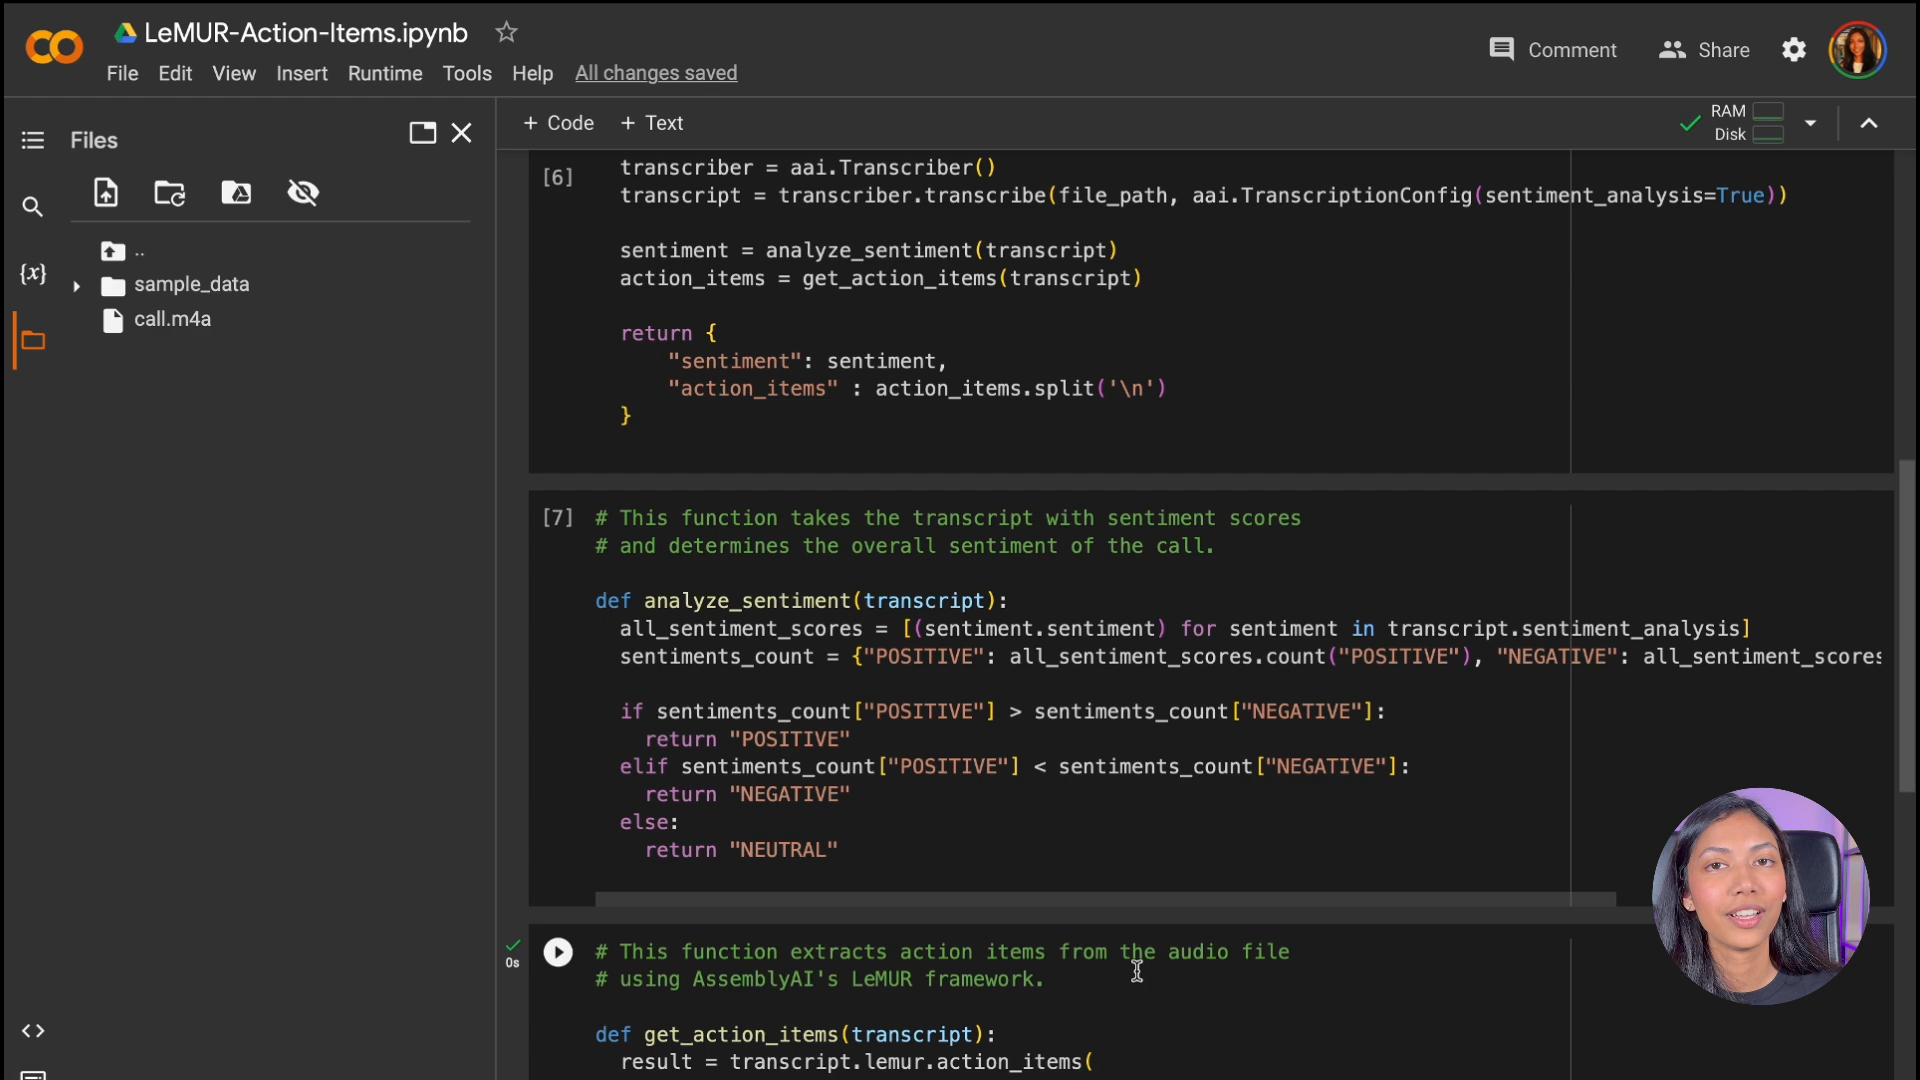 LeMUR-Action-Items.ipynb
File Edit View Insert Runtime Tools Help All changes saved
Comment Share
Files
+ Code + Text
RAM
Disk
..
sample_data
call.m4a
{x}
[6]
transcriber = aai.Transcriber()
transcript = transcriber.transcribe(file_path, aai.TranscriptionConfig(sentiment_analysis=True))
sentiment = analyze_sentiment(transcript)
action_items = get_action_items(transcript)
return {
"sentiment": sentiment,
"action_items" : action_items.split('\n')
}
[7]
# This function takes the transcript with sentiment scores
# and determines the overall sentiment of the call.
def analyze_sentiment(transcript):
all_sentiment_scores = [(sentiment.sentiment) for sentiment in transcript.sentiment_analysis]
sentiments_count = {"POSITIVE": all_sentiment_scores.count("POSITIVE"), "NEGATIVE": all_sentiment_scores
if sentiments_count["POSITIVE"] > sentiments_count["NEGATIVE"]:
return "POSITIVE"
elif sentiments_count["POSITIVE"] < sentiments_count["NEGATIVE"]:
return "NEGATIVE"
else:
return "NEUTRAL"
0s
# This function extracts action items from the audio file
# using AssemblyAI's LeMUR framework.
def get_action_items(transcript):
result = transcript.lemur.action_items(